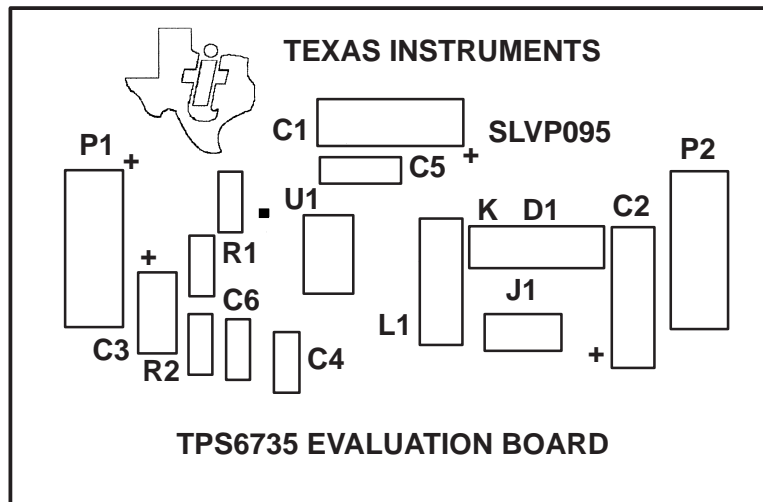 TEXAS INSTRUMENTS
C1
+
SLVP095
P1
+
C5
P2
U1
K D1
C2
R1
+
C6
J1
L1
+
C3
R2
C4
TPS6735 EVALUATION BOARD